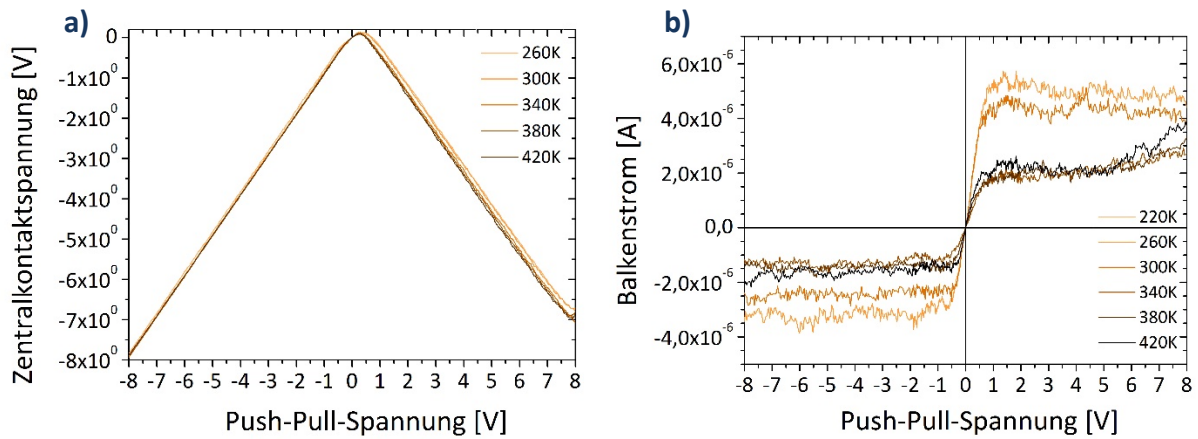 a)
Zentralkontaktspannung [V]
0
-1x10⁰
-2x10⁰
-3x10⁰
-4x10⁰
-5x10⁰
-6x10⁰
-7x10⁰
-8x10⁰
260K
300K
340K
380K
420K
-8 -7 -6 -5 -4 -3 -2 -1 0 1 2 3 4 5 6 7 8
Push-Pull-Spannung [V]
b)
Balkenstrom [A]
6,0x10⁻⁶
4,0x10⁻⁶
2,0x10⁻⁶
0,0
-2,0x10⁻⁶
-4,0x10⁻⁶
220K
260K
300K
340K
380K
420K
-8 -7 -6 -5 -4 -3 -2 -1 0 1 2 3 4 5 6 7 8
Push-Pull-Spannung [V]